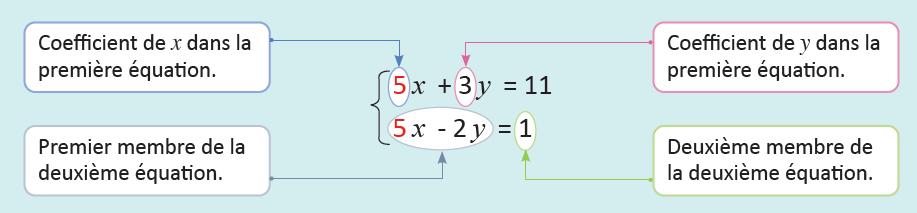 Coefficient de x dans la
première équation.
Coefficient de y dans la
première équation.
5x + 3y = 11
5x - 2y = 1
Premier membre de la
deuxième équation.
Deuxième membre de
la deuxième équation.